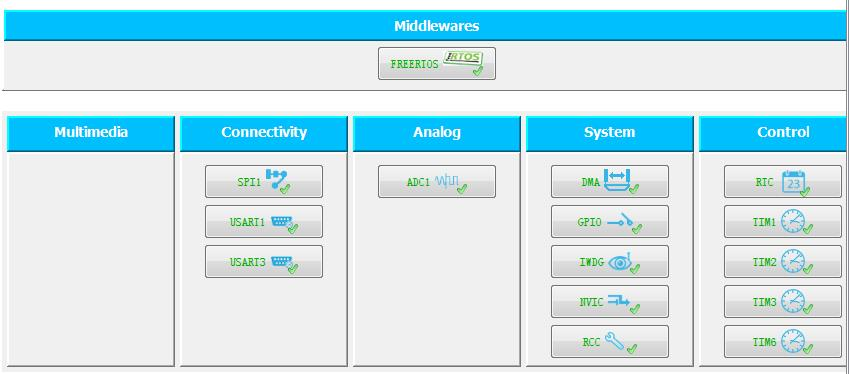 Middlewares
FREERTOS RTOS
Multimedia Connectivity Analog System Control
SPI1 ADC1 DMA RTC 23
USART1 GPIO TIM1
USART3 IWDG TIM2
NVIC TIM3
RCC TIM6